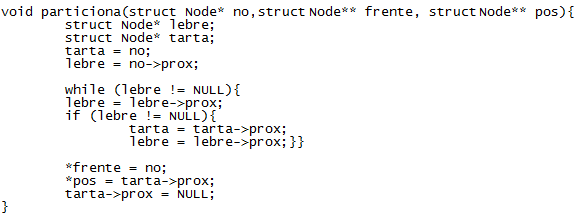 void particiona(struct Node* no,struct Node** frente, struct Node** pos){
struct Node* lebre;
struct Node* tarta;
tarta = no;
lebre = no->prox;
while (lebre != NULL){
lebre = lebre->prox;
if (lebre != NULL){
tarta = tarta->prox;
lebre = lebre->prox;}}
*frente = no;
*pos = tarta->prox;
tarta->prox = NULL;
}